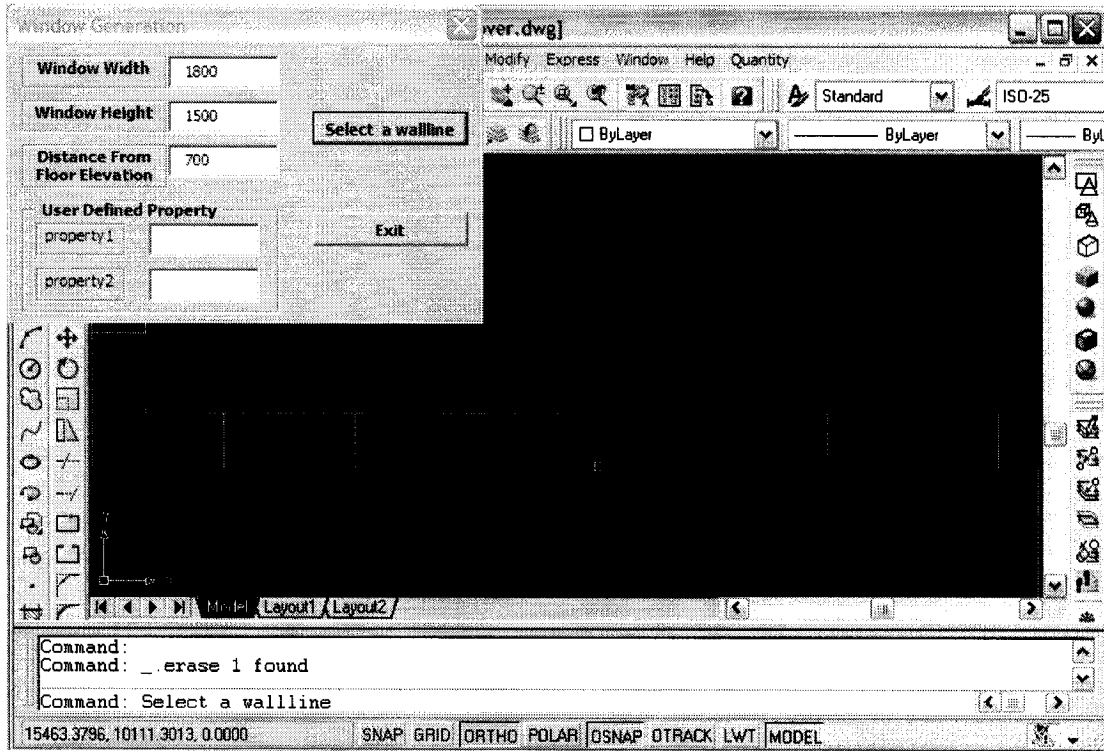 Window Generation
over.dwg]
Window Width 1800
Window Height 1500
Distance From
Floor Elevation
700
Select a wallline
User Defined Property
property1
property2
Exit
Modify Express Window Help Quantity
Standard ISO-25
ByLayer ByLayer ByL
Model Layout1 Layout2
Command:
Command: _.erase 1 found
Command: Select a wallline
15463.3796, 10111.3013, 0.0000 SNAP GRID ORTHO POLAR OSNAP OTRACK LWT MODEL